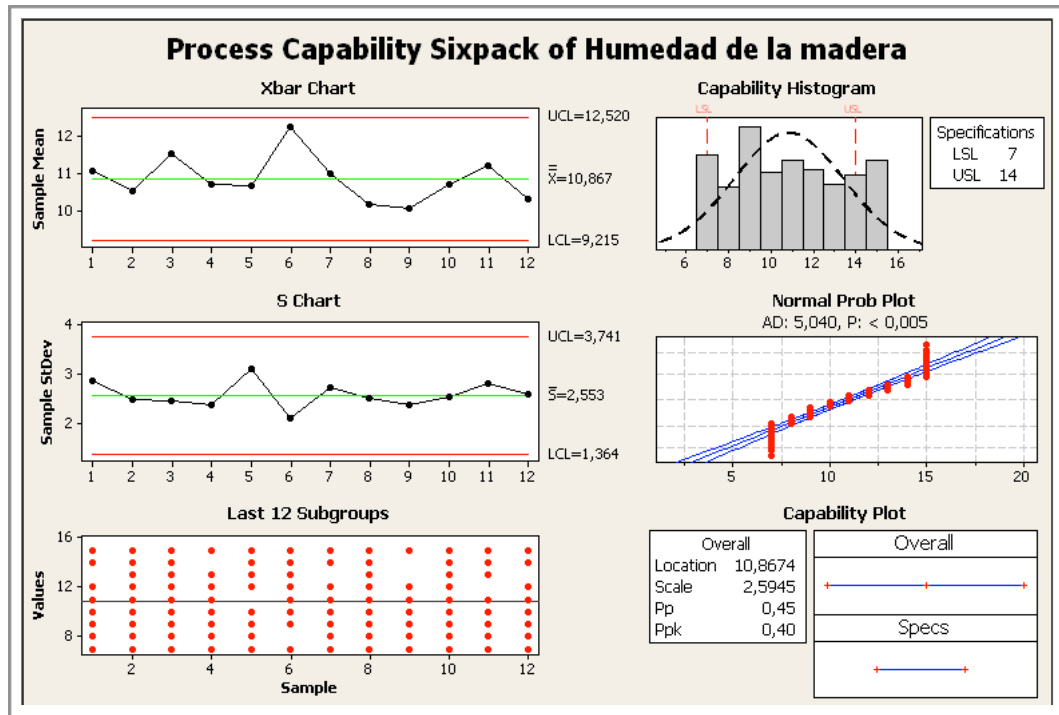 Process Capability Sixpack of Humedad de la madera
Xbar Chart
Sample Mean
12
11
10
1 2 3 4 5 6 7 8 9 10 11 12
UCL=12,520
X̿=10,867
LCL=9,215
Capability Histogram
LSL USL
6 8 10 12 14 16
Specifications
LSL 7
USL 14
S Chart
Sample StDev
4
3
2
1 2 3 4 5 6 7 8 9 10 11 12
UCL=3,741
S̅=2,553
LCL=1,364
Normal Prob Plot
AD: 5,040, P: < 0,005
5 10 15 20
Last 12 Subgroups
Values
16
12
8
2 4 6 8 10 12
Sample
Capability Plot
Overall
Location 10,8674
Scale 2,5945
Pp 0,45
Ppk 0,40
Overall
Specs